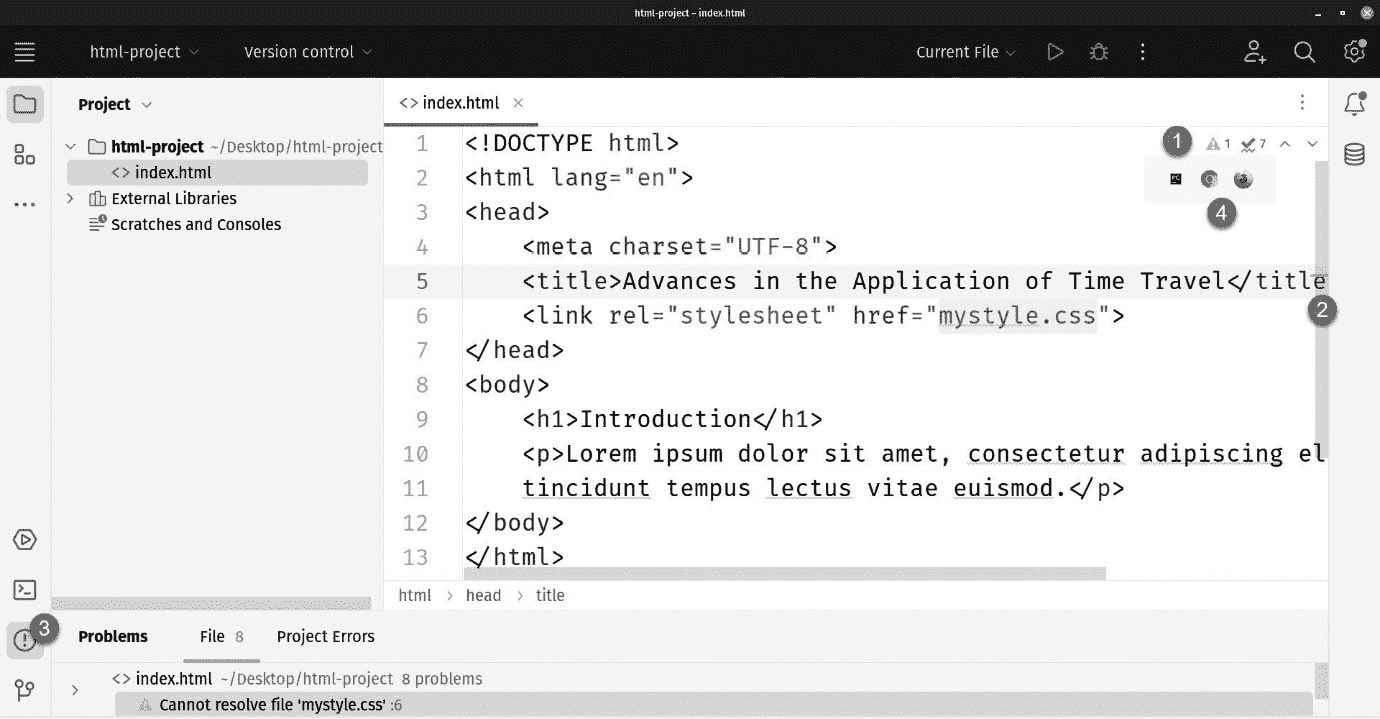 html-project – index.html
html-project
Version control
Current File
Project
index.html
html-project ~/Desktop/html-project
index.html
External Libraries
Scratches and Consoles
1 <!DOCTYPE html>
2 <html lang="en">
3 <head>
4 <meta charset="UTF-8">
5 <title>Advances in the Application of Time Travel</title
6 <link rel="stylesheet" href="mystyle.css">
7 </head>
8 <body>
9 <h1>Introduction</h1>
10 <p>Lorem ipsum dolor sit amet, consectetur adipiscing el
11 tincidunt tempus lectus vitae euismod.</p>
12 </body>
13 </html>
1
1 7
PC
4
2
html > head > title
3
Problems
File 8
Project Errors
index.html ~/Desktop/html-project 8 problems
Cannot resolve file 'mystyle.css' :6